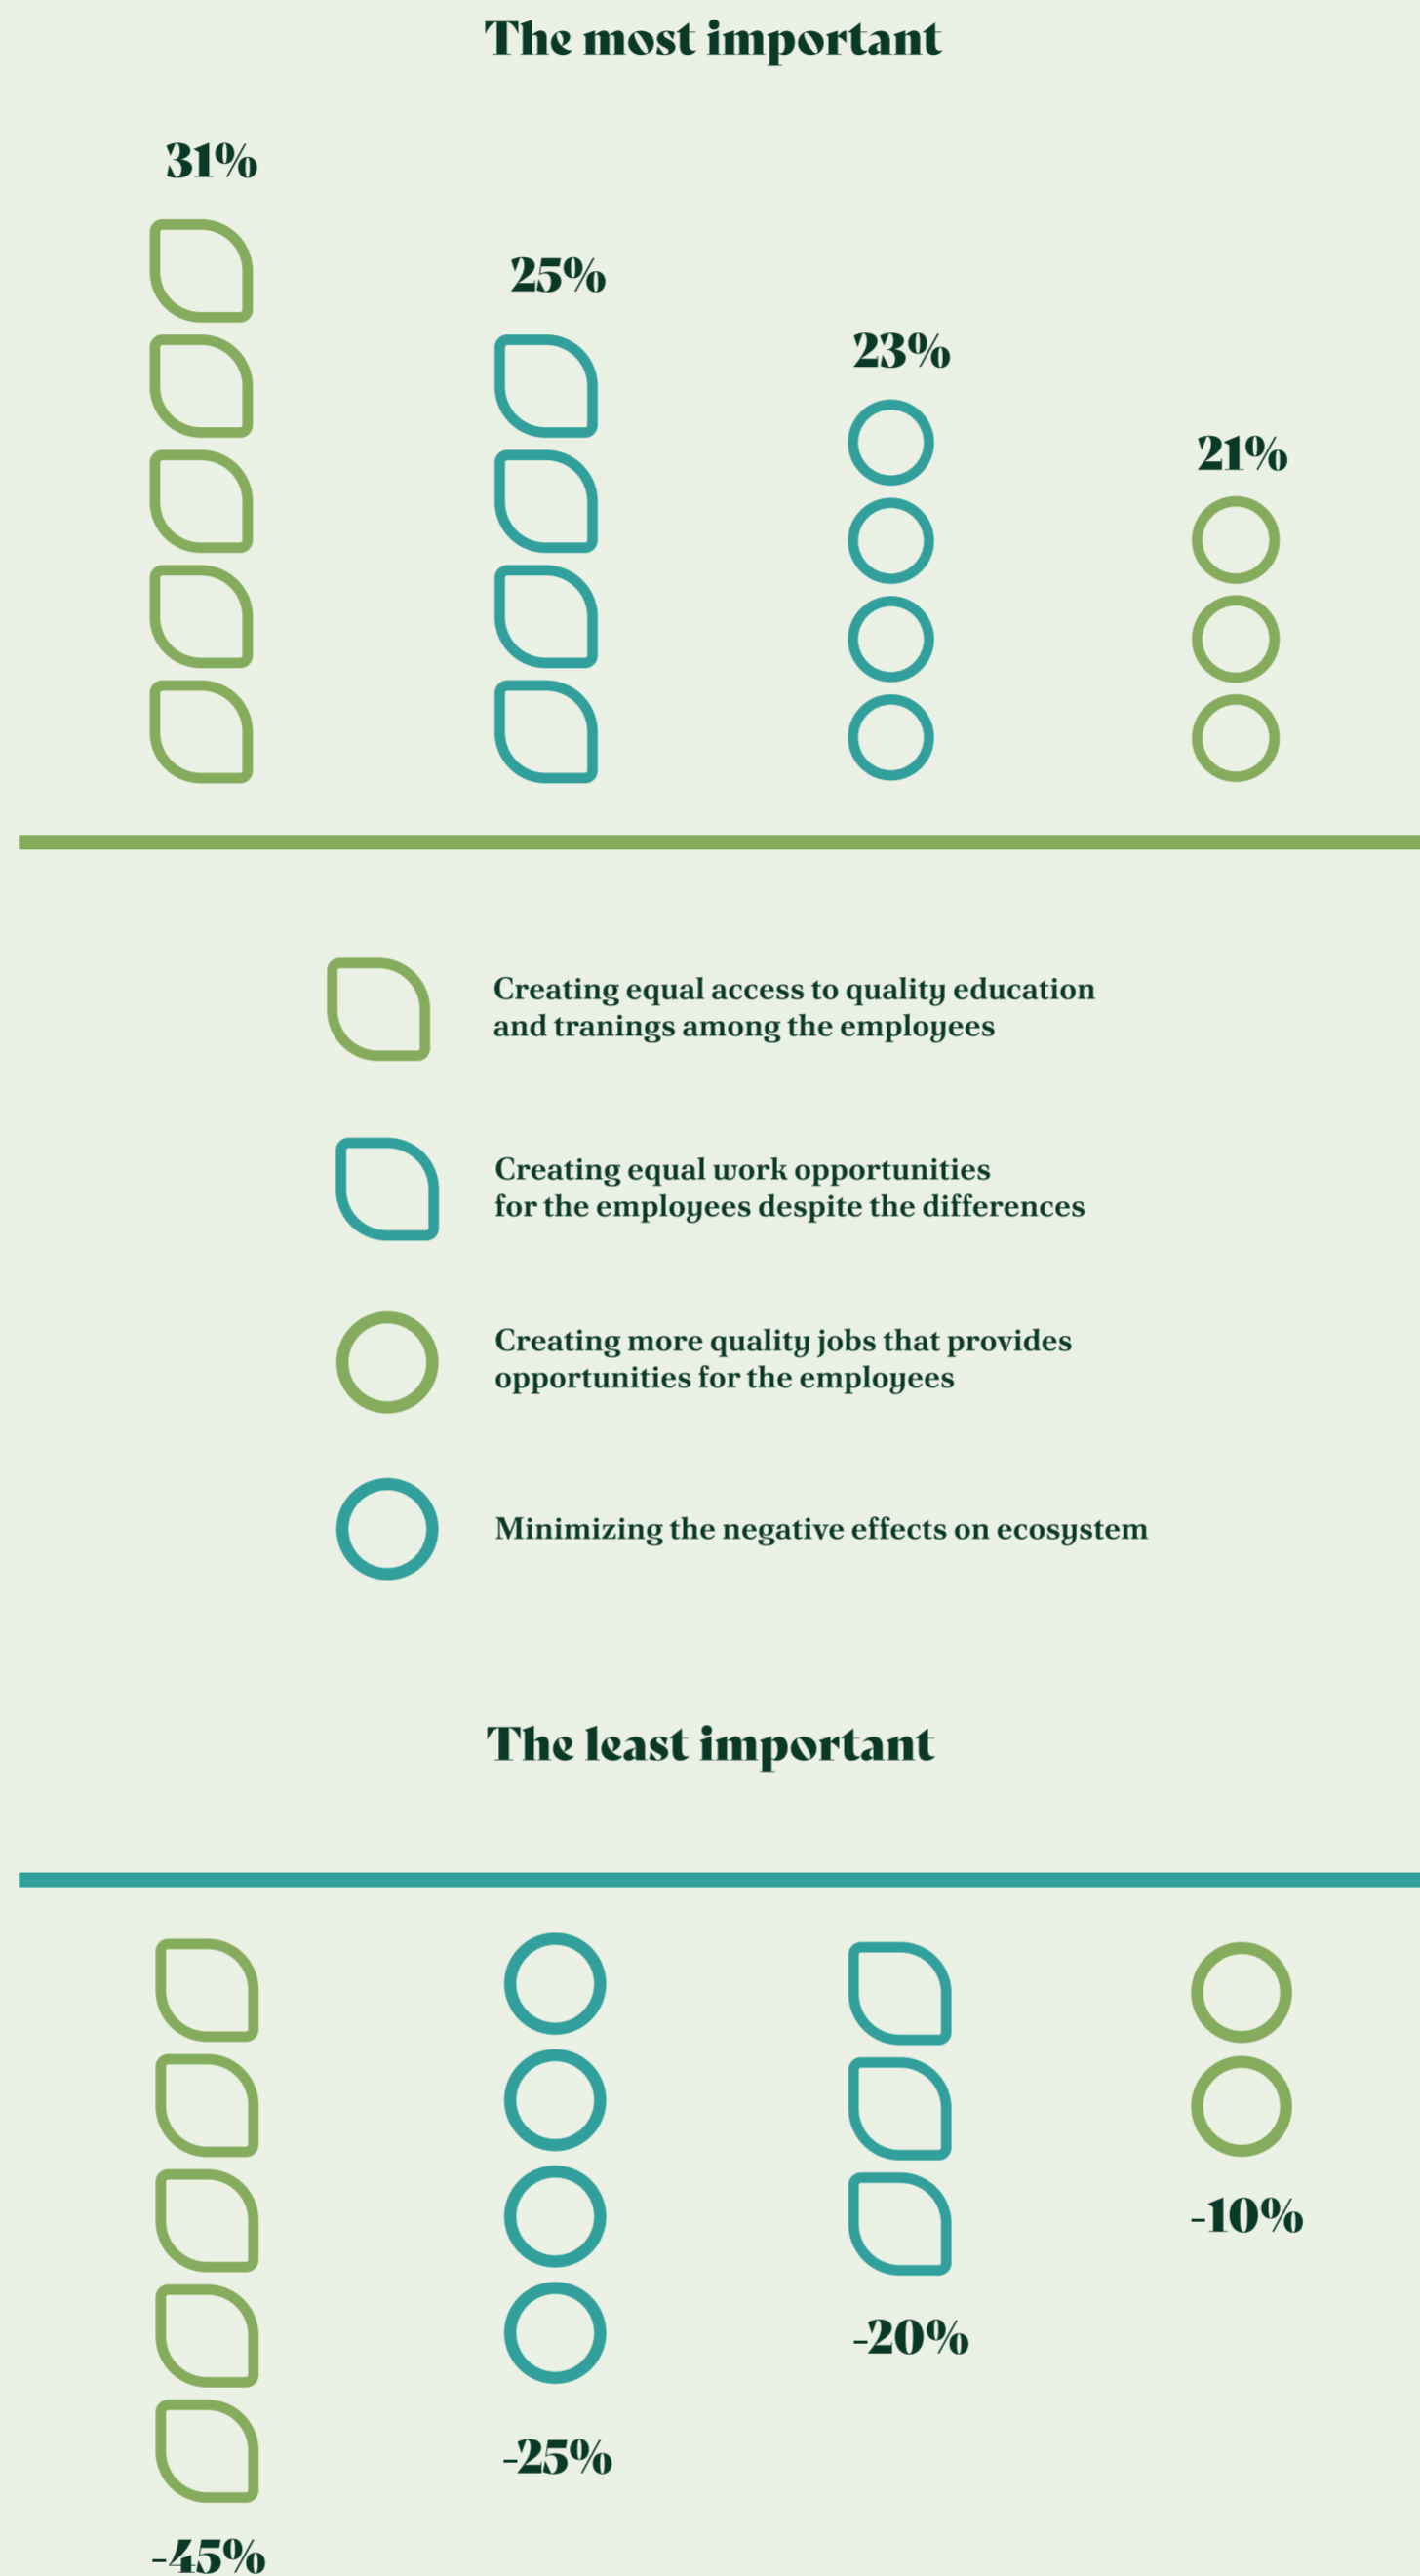 The most important
31%
25%
23%
21%
Creating equal access to quality education
and tranings among the employees
Creating equal work opportunities
for the employees despite the differences
Creating more quality jobs that provides
opportunities for the employees
Minimizing the negative effects on ecosystem
The least important
-10%
-20%
-25%
-45%